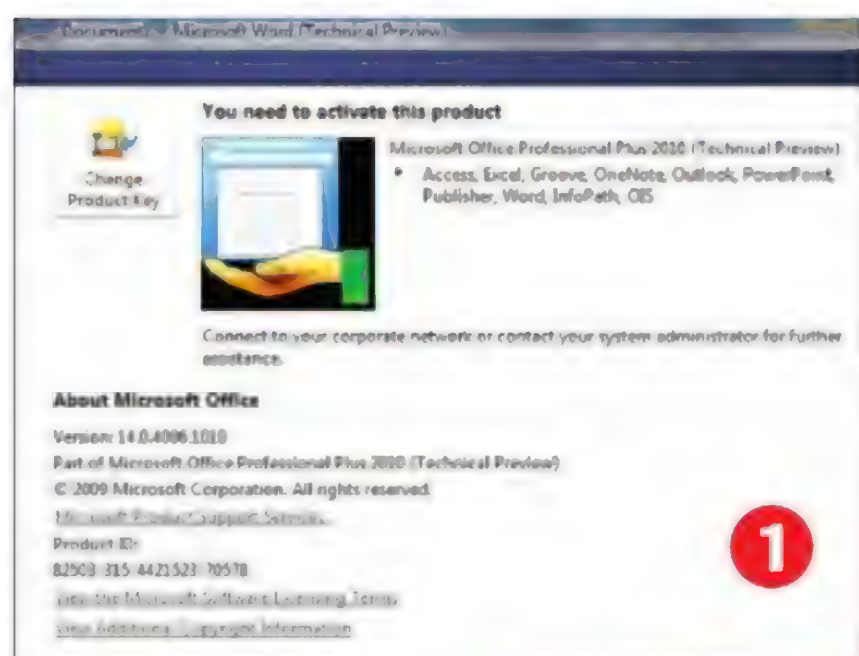 Document1 - Microsoft Word (Technical Preview)
You need to activate this product
Change
Product Key
Microsoft Office Professional Plus 2010 (Technical Preview)
• Access, Excel, Groove, OneNote, Outlook, PowerPoint,
Publisher, Word, InfoPath, OIS
Connect to your corporate network or contact your system administrator for further
assistance.
About Microsoft Office
Version: 14.0.4006.1010
Part of Microsoft Office Professional Plus 2010 (Technical Preview)
© 2009 Microsoft Corporation. All rights reserved.
Microsoft Product Support Services
Product ID:
82503-315-4421523-70578
View the Microsoft Software Licensing Terms
View Additional Copyright Information
1